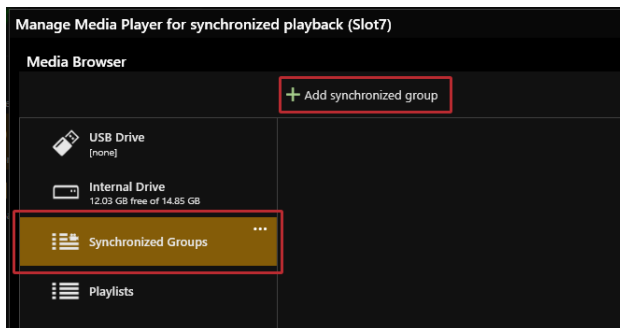 Manage Media Player for synchronized playback (Slot7)
Media Browser
+ Add synchronized group
USB Drive
[none]
Internal Drive
12.03 GB free of 14.85 GB
Synchronized Groups
...
Playlists